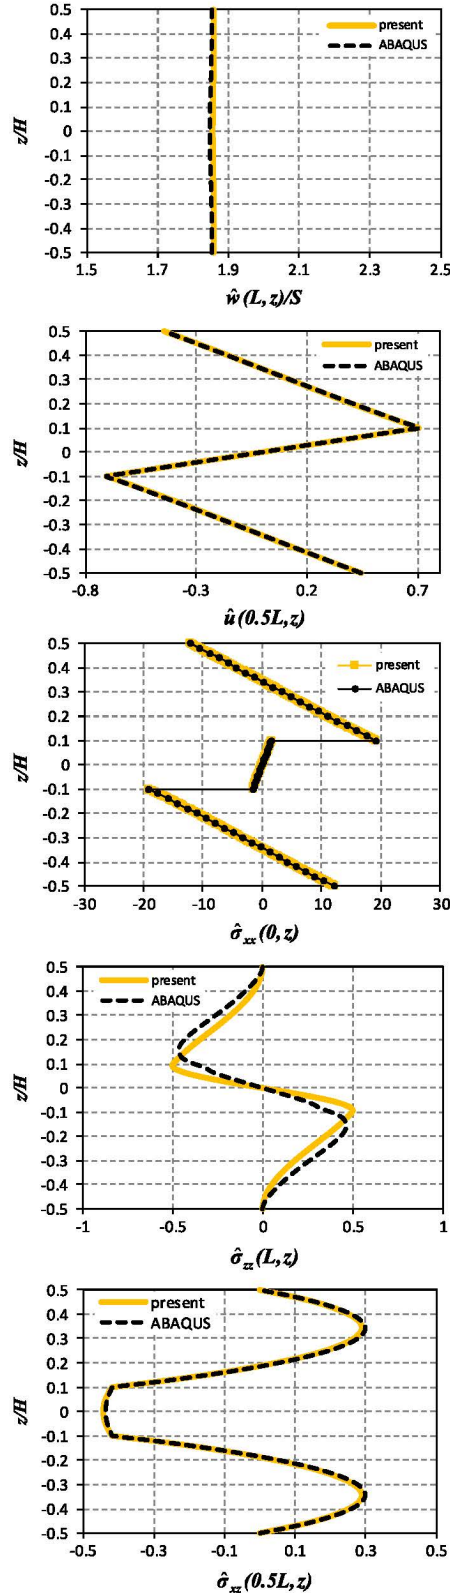 0.5
present
0.4
ABAQUS
0.3
0.2
0.1
z/H
0
-0.1
-0.2
-0.3
-0.4
-0.5
1.5 1.7 1.9 2.1 2.3 2.5
ŵ(L, z)/S
0.5
present
0.4
ABAQUS
0.3
0.2
0.1
z/H
0
-0.1
-0.2
-0.3
-0.4
-0.5
-0.8 -0.3 0.2 0.7
û(0.5L, z)
0.5
present
0.4
ABAQUS
0.3
0.2
0.1
z/H
0
-0.1
-0.2
-0.3
-0.4
-0.5
-30 -20 -10 0 10 20 30
σ̂xx(0, z)
0.5
present
0.4
ABAQUS
0.3
0.2
0.1
z/H
0
-0.1
-0.2
-0.3
-0.4
-0.5
-1 -0.5 0 0.5 1
σ̂zz(L, z)
0.5
present
0.4
ABAQUS
0.3
0.2
0.1
z/H
0
-0.1
-0.2
-0.3
-0.4
-0.5
-0.5 -0.3 -0.1 0.1 0.3 0.5
σ̂xz(0.5L, z)